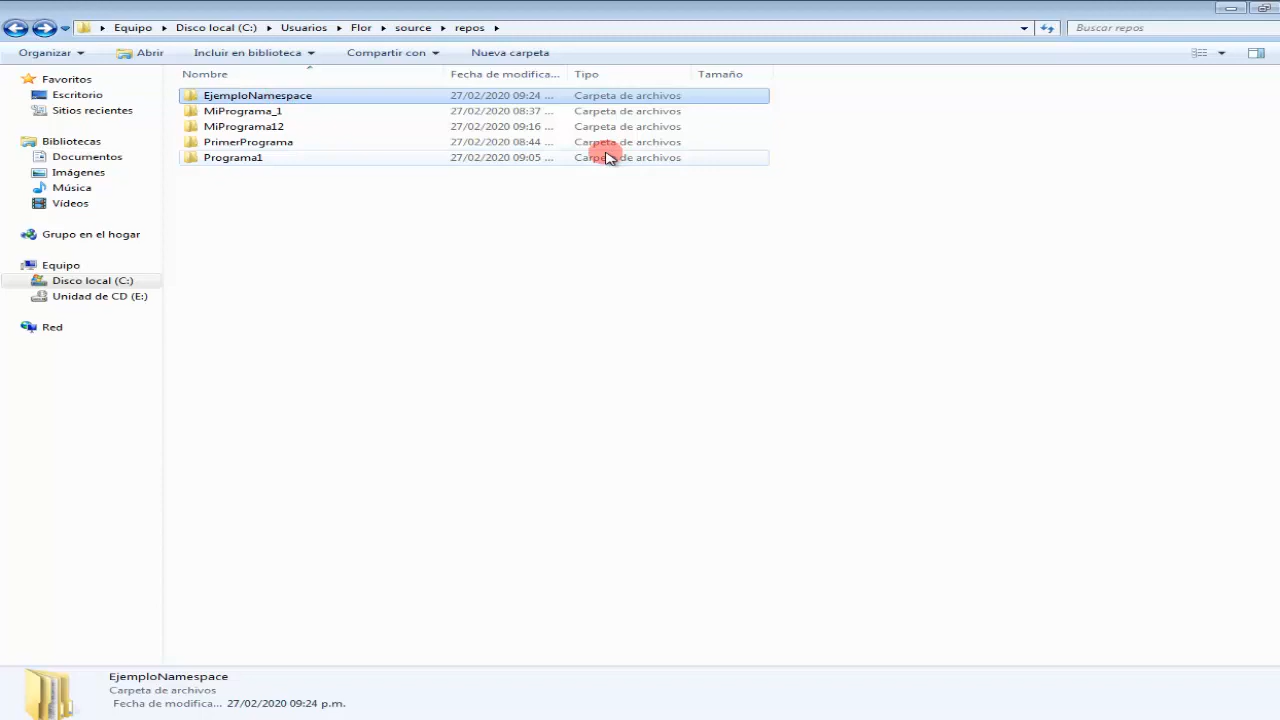 Equipo Disco local (C:) Usuarios Flor source repos Buscar repos
Organizar Abrir Incluir en biblioteca Compartir con Nueva carpeta
Nombre Fecha de modifica... Tipo Tamaño
Favoritos
Escritorio
Sitios recientes
Bibliotecas
Documentos
Imágenes
Música
Vídeos
Grupo en el hogar
Equipo
Disco local (C:)
Unidad de CD (E:)
Red
EjemploNamespace 27/02/2020 09:24 ... Carpeta de archivos
MiPrograma_1 27/02/2020 08:37 ... Carpeta de archivos
MiPrograma12 27/02/2020 09:16 ... Carpeta de archivos
PrimerPrograma 27/02/2020 08:44 ... Carpeta de archivos
Programa1 27/02/2020 09:05 ... Carpeta de archivos
EjemploNamespace
Carpeta de archivos
Fecha de modifica... 27/02/2020 09:24 p.m.